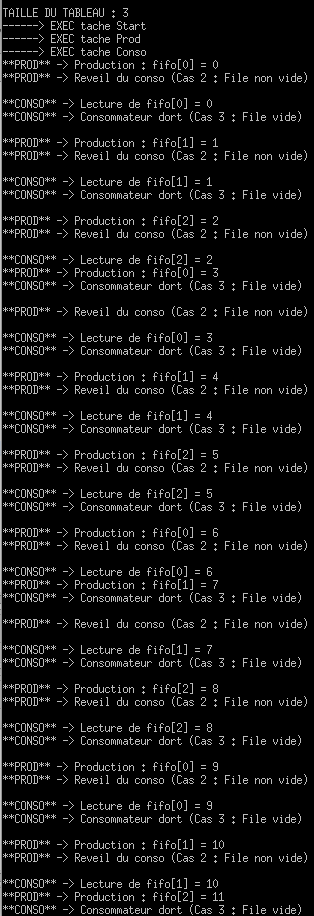 TAILLE DU TABLEAU : 3
------> EXEC tache Start
------> EXEC tache Prod
------> EXEC tache Conso
**PROD** -> Production : fifo[0] = 0
**PROD** -> Reveil du conso (Cas 2 : File non vide)
**CONSO** -> Lecture de fifo[0] = 0
**CONSO** -> Consommateur dort (Cas 3 : File vide)
**PROD** -> Production : fifo[1] = 1
**PROD** -> Reveil du conso (Cas 2 : File non vide)
**CONSO** -> Lecture de fifo[1] = 1
**CONSO** -> Consommateur dort (Cas 3 : File vide)
**PROD** -> Production : fifo[2] = 2
**PROD** -> Reveil du conso (Cas 2 : File non vide)
**CONSO** -> Lecture de fifo[2] = 2
**PROD** -> Production : fifo[0] = 3
**CONSO** -> Consommateur dort (Cas 3 : File vide)
**PROD** -> Reveil du conso (Cas 2 : File non vide)
**CONSO** -> Lecture de fifo[0] = 3
**CONSO** -> Consommateur dort (Cas 3 : File vide)
**PROD** -> Production : fifo[1] = 4
**PROD** -> Reveil du conso (Cas 2 : File non vide)
**CONSO** -> Lecture de fifo[1] = 4
**CONSO** -> Consommateur dort (Cas 3 : File vide)
**PROD** -> Production : fifo[2] = 5
**PROD** -> Reveil du conso (Cas 2 : File non vide)
**CONSO** -> Lecture de fifo[2] = 5
**CONSO** -> Consommateur dort (Cas 3 : File vide)
**PROD** -> Production : fifo[0] = 6
**PROD** -> Reveil du conso (Cas 2 : File non vide)
**CONSO** -> Lecture de fifo[0] = 6
**PROD** -> Production : fifo[1] = 7
**CONSO** -> Consommateur dort (Cas 3 : File vide)
**PROD** -> Reveil du conso (Cas 2 : File non vide)
**CONSO** -> Lecture de fifo[1] = 7
**CONSO** -> Consommateur dort (Cas 3 : File vide)
**PROD** -> Production : fifo[2] = 8
**PROD** -> Reveil du conso (Cas 2 : File non vide)
**CONSO** -> Lecture de fifo[2] = 8
**CONSO** -> Consommateur dort (Cas 3 : File vide)
**PROD** -> Production : fifo[0] = 9
**PROD** -> Reveil du conso (Cas 2 : File non vide)
**CONSO** -> Lecture de fifo[0] = 9
**CONSO** -> Consommateur dort (Cas 3 : File vide)
**PROD** -> Production : fifo[1] = 10
**PROD** -> Reveil du conso (Cas 2 : File non vide)
**CONSO** -> Lecture de fifo[1] = 10
**PROD** -> Production : fifo[2] = 11
**CONSO** -> Consommateur dort (Cas 3 : File vide)